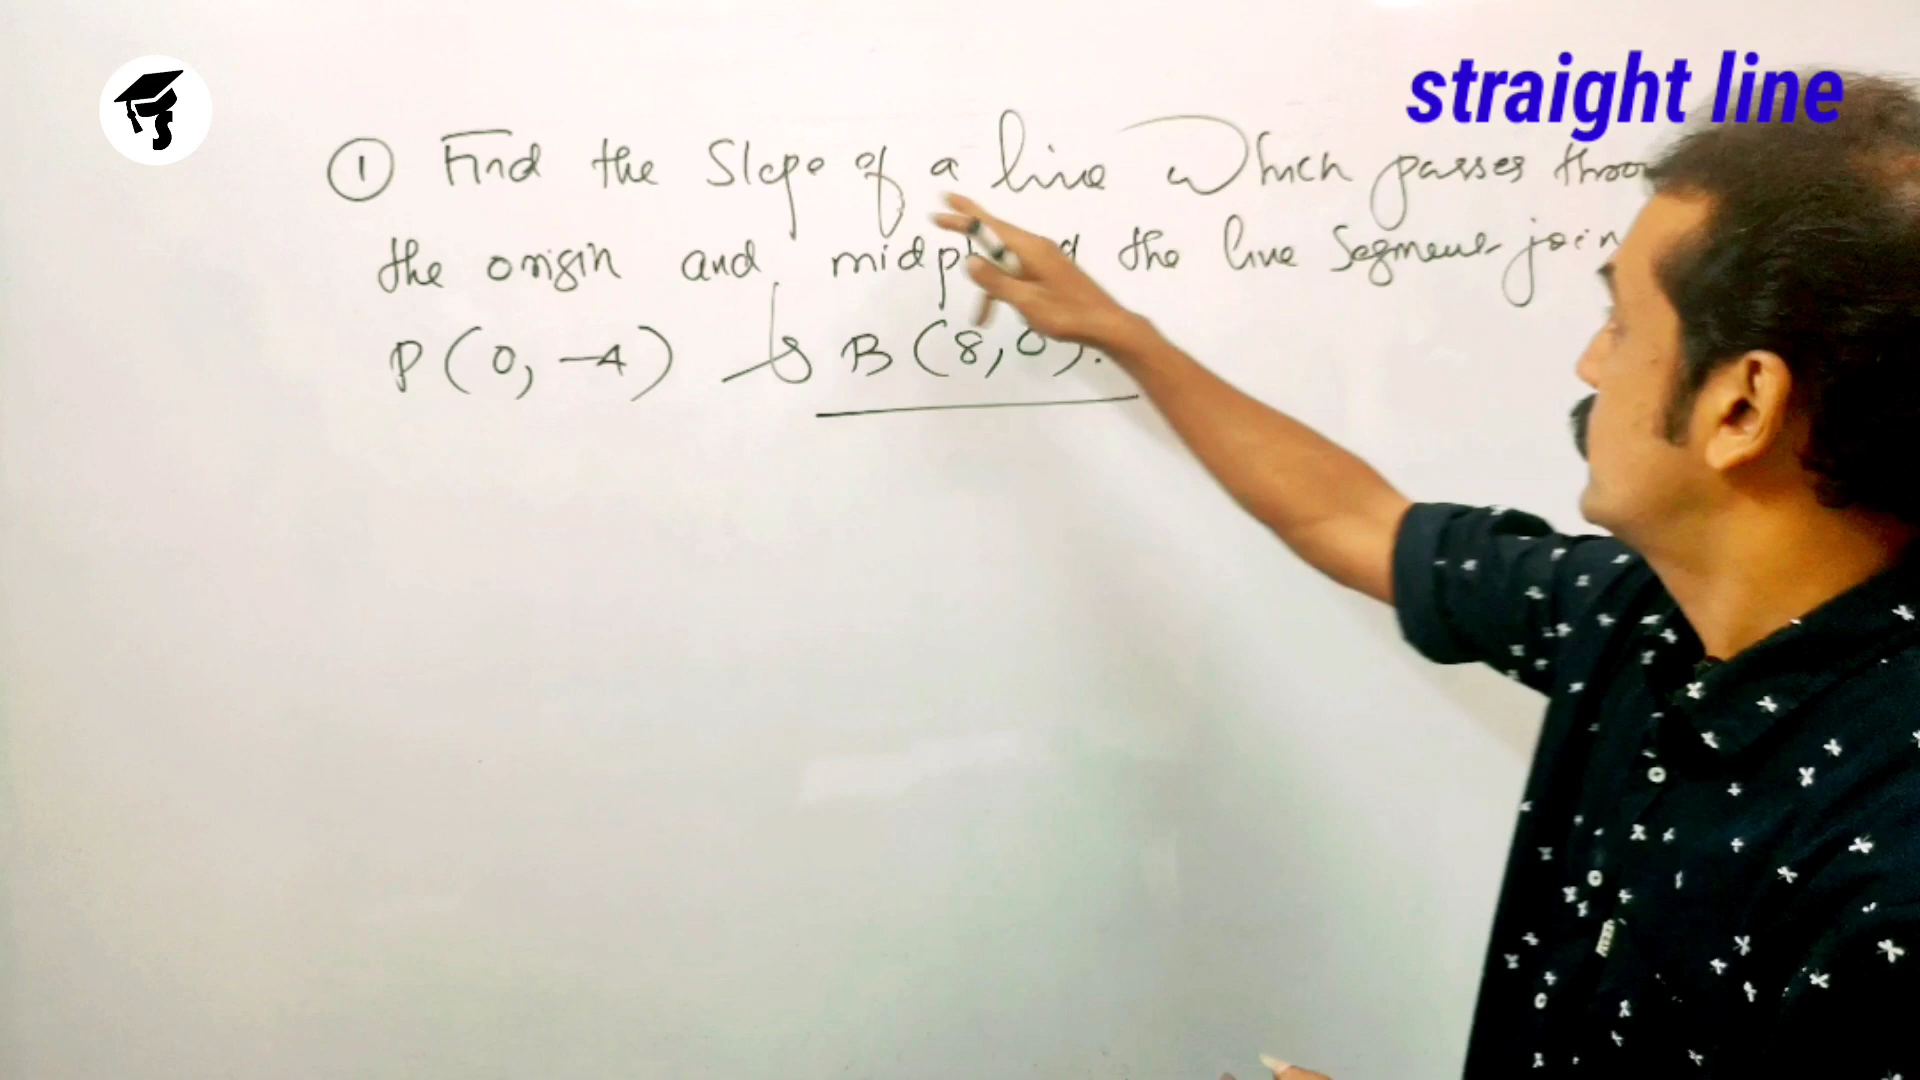 straight line
① Find the Slope of a line which passes throu
the origin and midp the line Segment join
P(0, -4) & B(8,0).